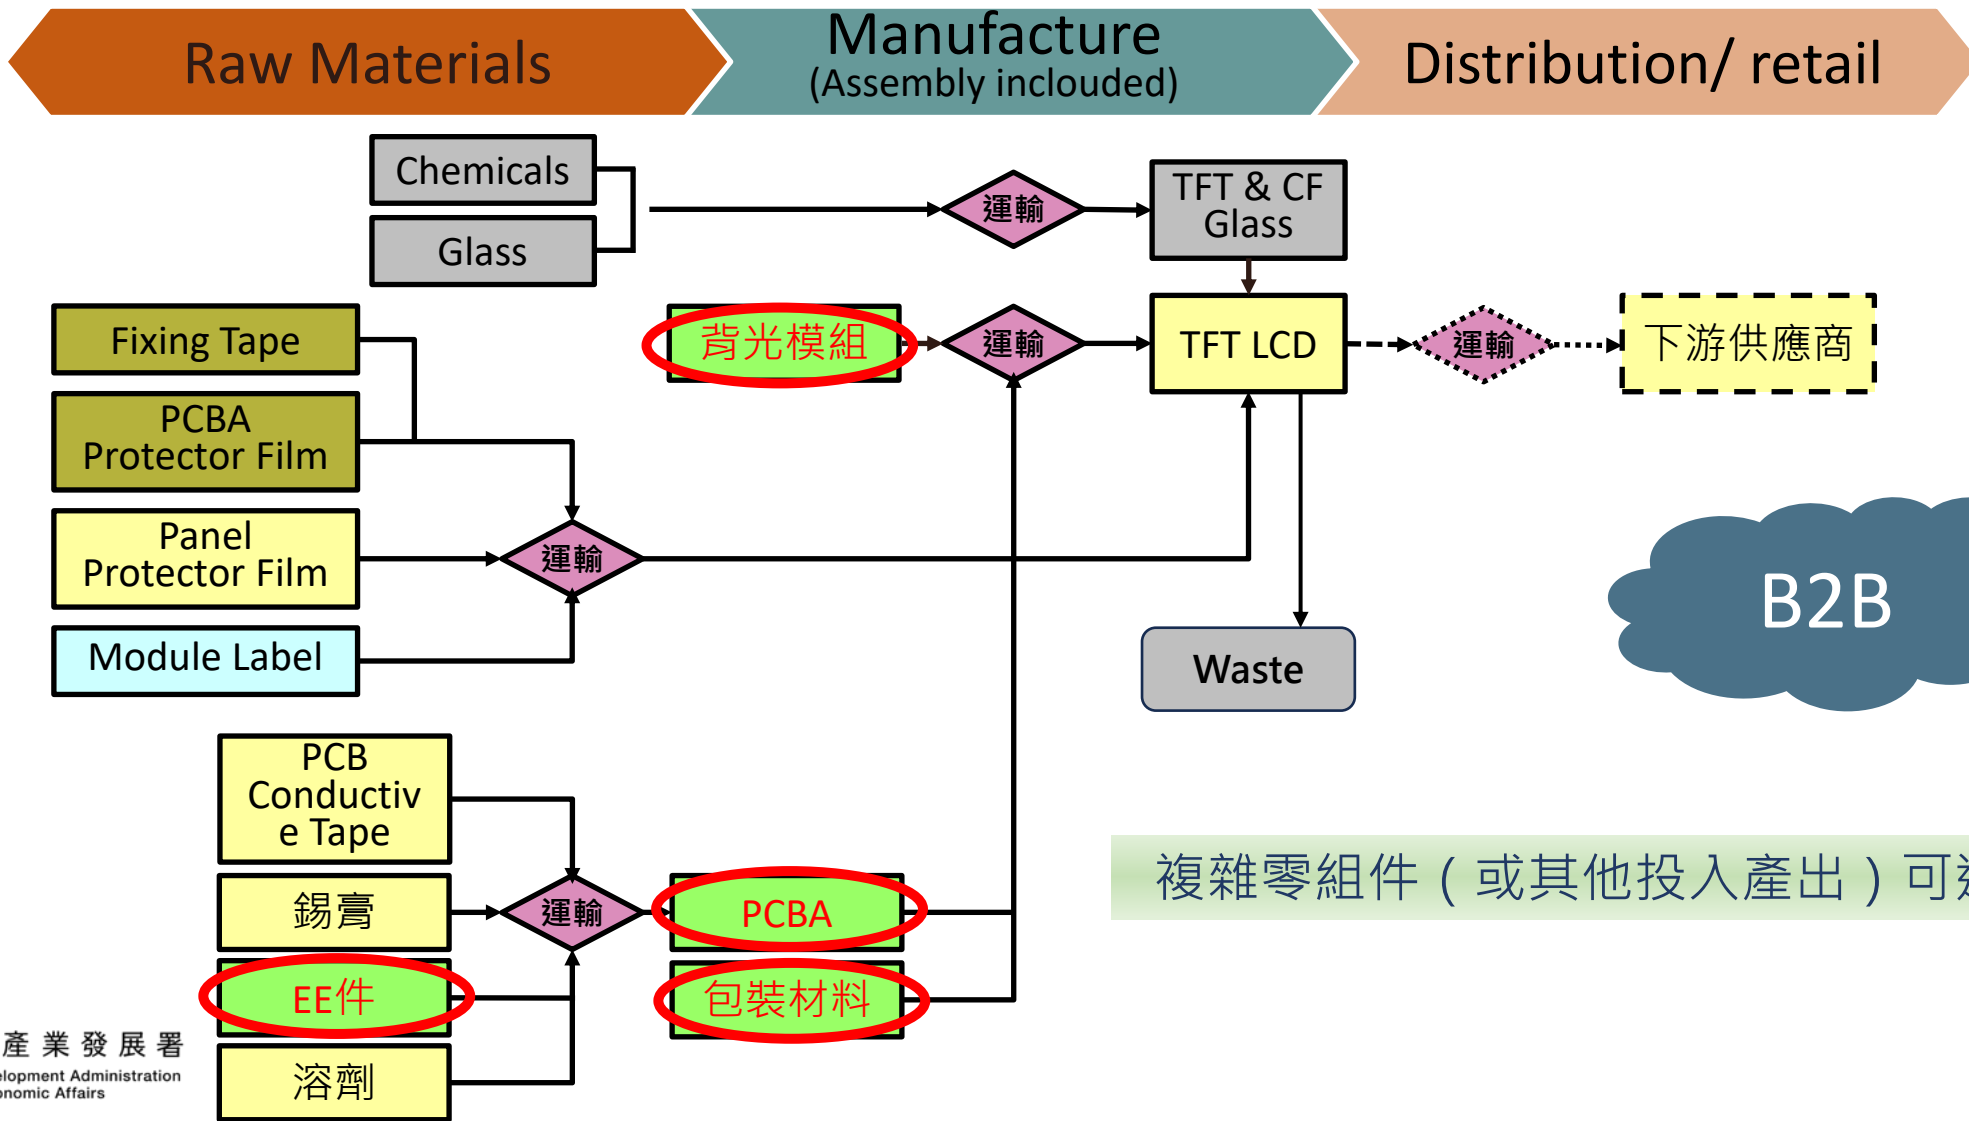 Raw Materials
Manufacture
(Assembly inclouded)
Distribution/ retail
Chemicals
Glass
運輸
TFT & CF
Glass
Fixing Tape
背光模組
運輸
TFT LCD
運輸
下游供應商
PCBA
Protector Film
Panel
Protector Film
運輸
Module Label
Waste
B2B
PCB
Conductiv
e Tape
錫膏
運輸
PCBA
EE件
包裝材料
溶劑
複雜零組件（或其他投入產出）可
產業發展署
elopment Administration
onomic Affairs